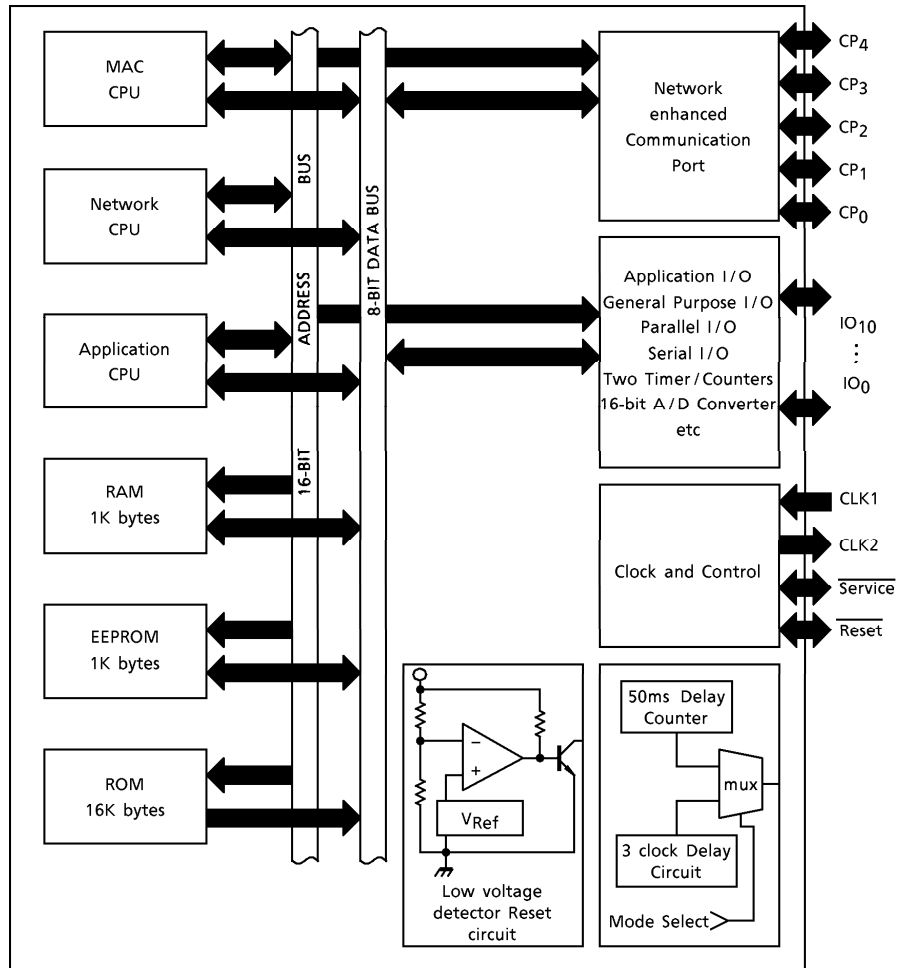 MAC
CPU
Network
CPU
Application
CPU
RAM
1K bytes
EEPROM
1K bytes
ROM
16K bytes
16-BIT ADDRESS BUS
8-BIT DATA BUS
Network
enhanced
Communication
Port
CP4
CP3
CP2
CP1
CP0
Application I/O
General Purpose I/O
Parallel I/O
Serial I/O
Two Timer/Counters
16-bit A/D Converter
etc
IO10
⋮
IO0
Clock and Control
CLK1
CLK2
Service
Reset
−
+
VRef
Low voltage
detector Reset
circuit
50ms Delay
Counter
mux
3 clock Delay
Circuit
Mode Select